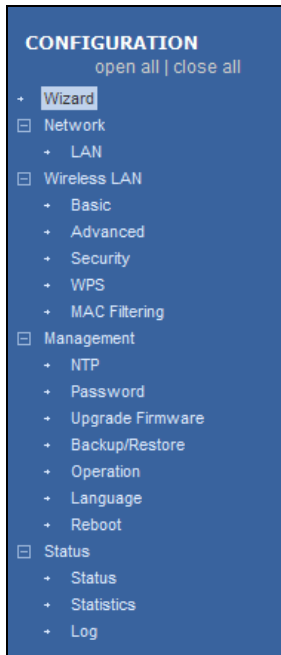 CONFIGURATION
open all | close all
Wizard
Network
LAN
Wireless LAN
Basic
Advanced
Security
WPS
MAC Filtering
Management
NTP
Password
Upgrade Firmware
Backup/Restore
Operation
Language
Reboot
Status
Status
Statistics
Log